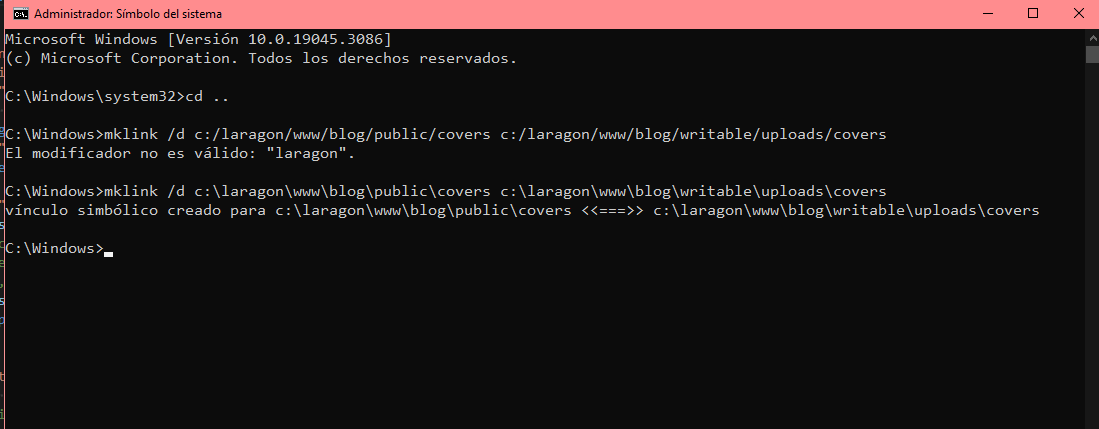 Administrador: Símbolo del sistema
Microsoft Windows [Versión 10.0.19045.3086]
(c) Microsoft Corporation. Todos los derechos reservados.
C:\Windows\system32>cd ..
C:\Windows>mklink /d c:/laragon/www/blog/public/covers c:/laragon/www/blog/writable/uploads/covers
El modificador no es válido: "laragon".
C:\Windows>mklink /d c:\laragon\www\blog\public\covers c:\laragon\www\blog\writable\uploads\covers
vínculo simbólico creado para c:\laragon\www\blog\public\covers <<===>> c:\laragon\www\blog\writable\uploads\covers
C:\Windows>